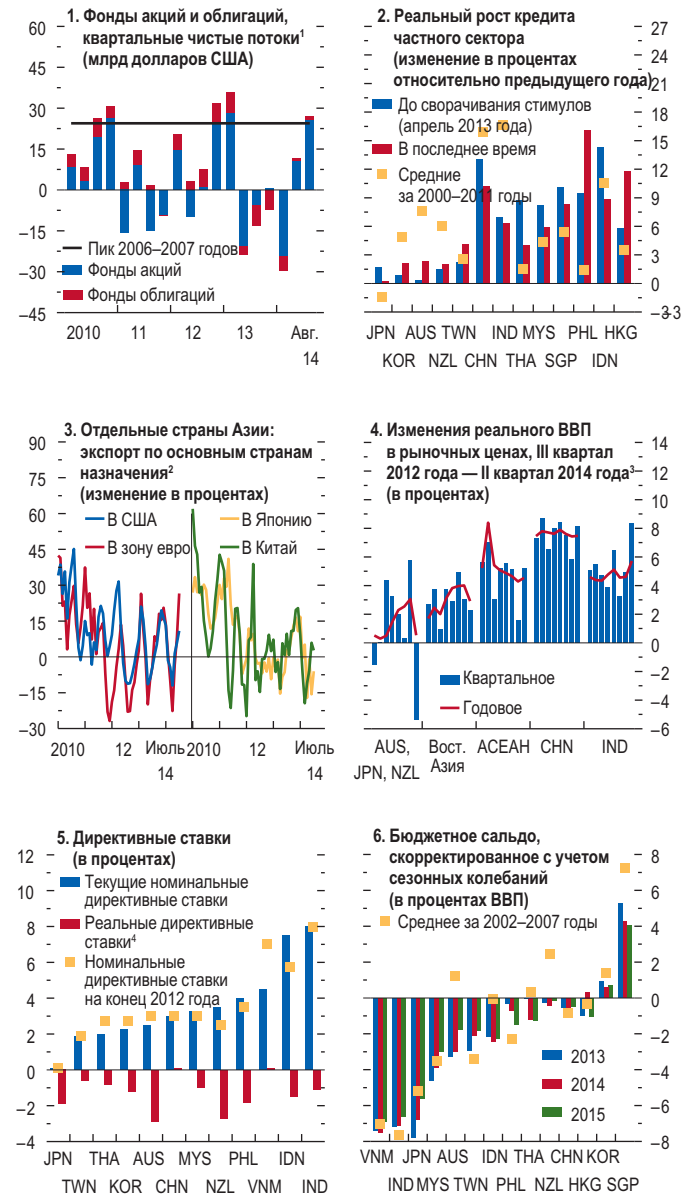 1. Фонды акций и облигаций,
квартальные чистые потоки¹
(млрд долларов США)
60
45
30
15
0
–15
–30
–45
Пик 2006–2007 годов
Фонды акций
Фонды облигаций
2010 11 12 13 Авг.
14
2. Реальный рост кредита
частного сектора
(изменение в процентах
относительно предыдущего года)
До сворачивания стимулов
(апрель 2013 года)
В последнее время
Средние
за 2000–2011 годы
27
24
21
18
15
12
9
6
3
0
–3
–3
JPN AUS TWN IND MYS PHL HKG
KOR NZL CHN THA SGP IDN
3. Отдельные страны Азии:
экспорт по основным странам
назначения²
(изменение в процентах)
90
75
60
45
30
15
0
–15
–30
В США
В зону евро
В Японию
В Китай
2010 12 Июль 2010 12 Июль
14 14
4. Изменения реального ВВП
в рыночных ценах, III квартал
2012 года — II квартал 2014 года³
(в процентах)
14
12
10
8
6
4
2
0
–2
–4
–6
Квартальное
Годовое
AUS,
JPN, NZL
Вост.
Азия
АСЕАН CHN IND
5. Директивные ставки
(в процентах)
12
10
8
6
4
2
0
–2
–4
Текущие номинальные
директивные ставки
Реальные директивные
ставки⁴
Номинальные
директивные ставки
на конец 2012 года
JPN THA AUS MYS PHL IDN
TWN KOR CHN NZL VNM IND
6. Бюджетное сальдо,
скорректированное с учетом
сезонных колебаний
(в процентах ВВП)
Среднее за 2002–2007 годы
8
6
4
2
0
–2
–4
–6
–8
2013
2014
2015
VNM JPN AUS IDN THA CHN KOR
IND MYS TWN PHL NZL HKG SGP